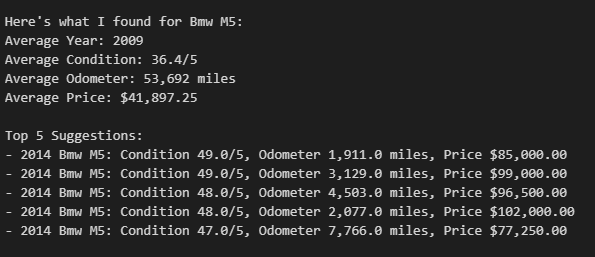 Here's what I found for Bmw M5:
Average Year: 2009
Average Condition: 36.4/5
Average Odometer: 53,692 miles
Average Price: $41,897.25
Top 5 Suggestions:
- 2014 Bmw M5: Condition 49.0/5, Odometer 1,911.0 miles, Price $85,000.00
- 2014 Bmw M5: Condition 49.0/5, Odometer 3,129.0 miles, Price $99,000.00
- 2014 Bmw M5: Condition 48.0/5, Odometer 4,503.0 miles, Price $96,500.00
- 2014 Bmw M5: Condition 48.0/5, Odometer 2,077.0 miles, Price $102,000.00
- 2014 Bmw M5: Condition 47.0/5, Odometer 7,766.0 miles, Price $77,250.00